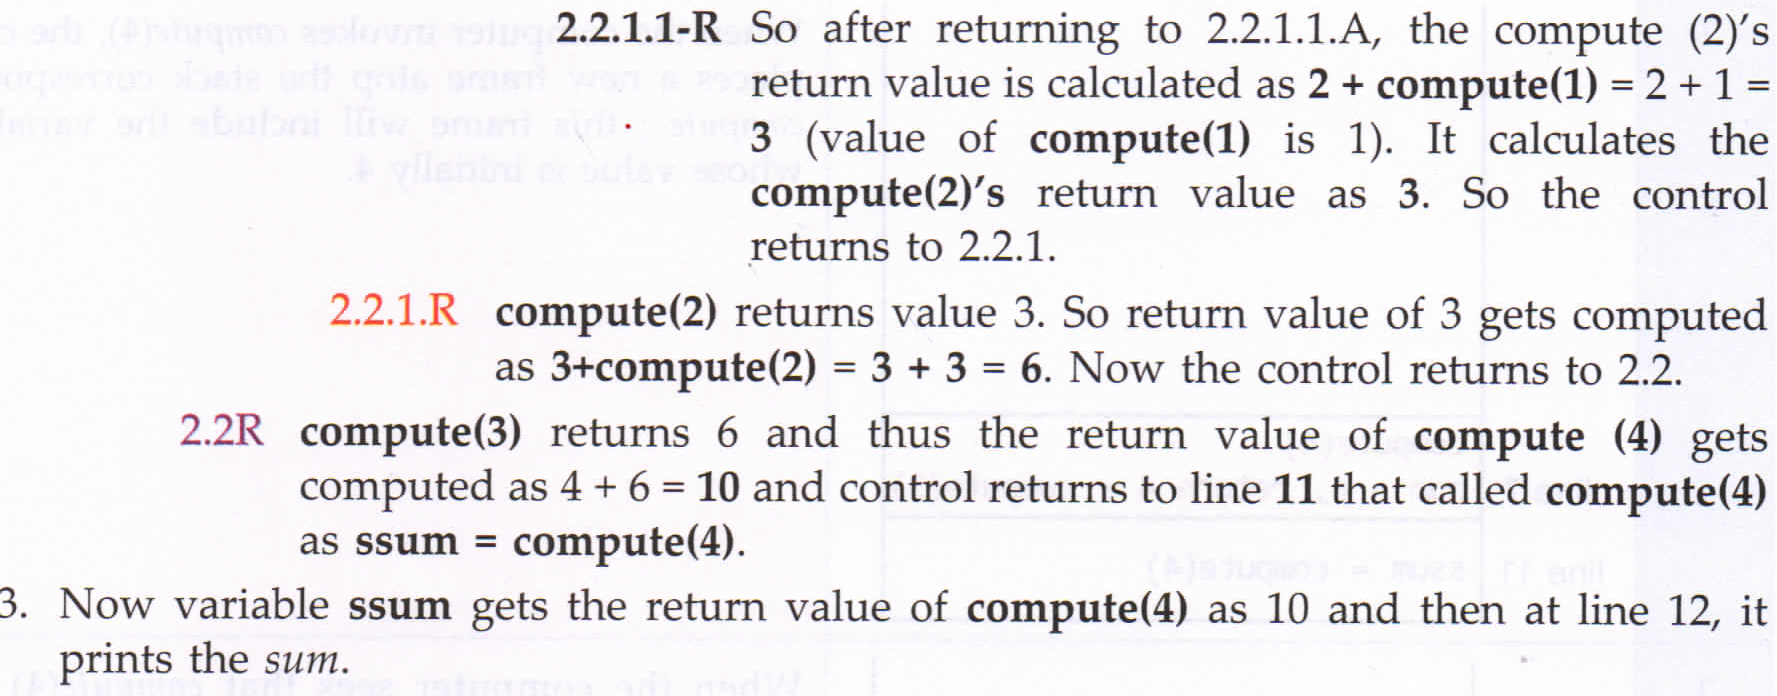 2.2.1.1-R So after returning to 2.2.1.1.A, the compute (2)'s
return value is calculated as 2 + compute(1) = 2 + 1 =
3 (value of compute(1) is 1). It calculates the
compute(2)'s return value as 3. So the control
returns to 2.2.1.
2.2.1.R compute(2) returns value 3. So return value of 3 gets computed
as 3+compute(2) = 3 + 3 = 6. Now the control returns to 2.2.
2.2R compute(3) returns 6 and thus the return value of compute (4) gets
computed as 4 + 6 = 10 and control returns to line 11 that called compute(4)
as ssum = compute(4).
3. Now variable ssum gets the return value of compute(4) as 10 and then at line 12, it
prints the sum.